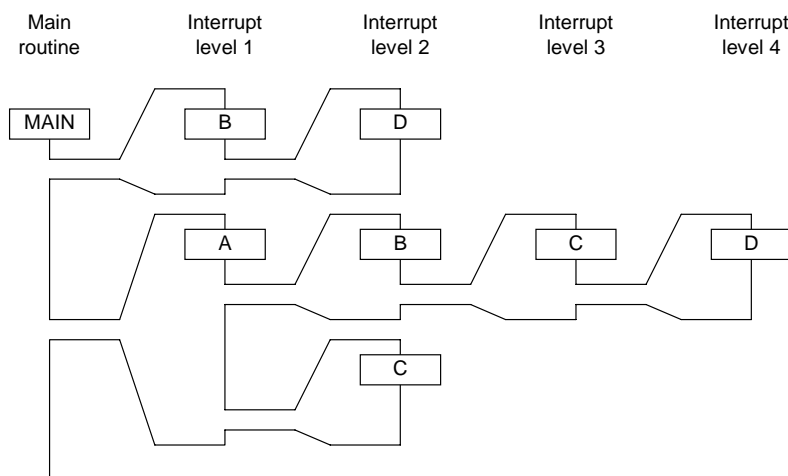 Main routine
Interrupt level 1
Interrupt level 2
Interrupt level 3
Interrupt level 4
MAIN
B
D
A
B
C
D
C